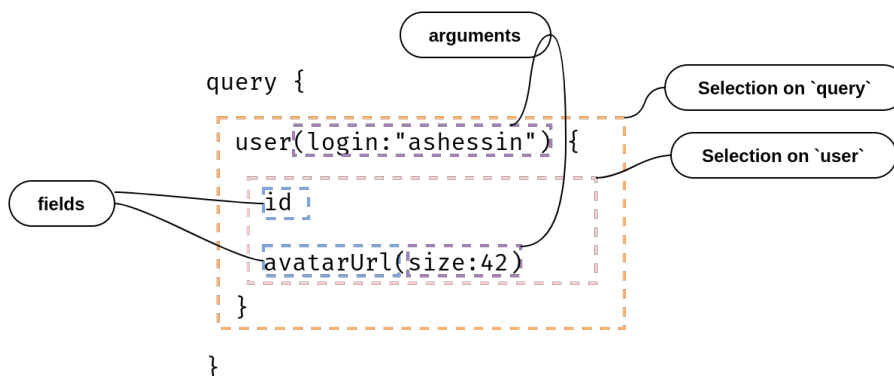 arguments
query {
Selection on `query`
user(login:"ashessin") {
Selection on `user`
fields
id
avatarUrl(size:42)
}
}